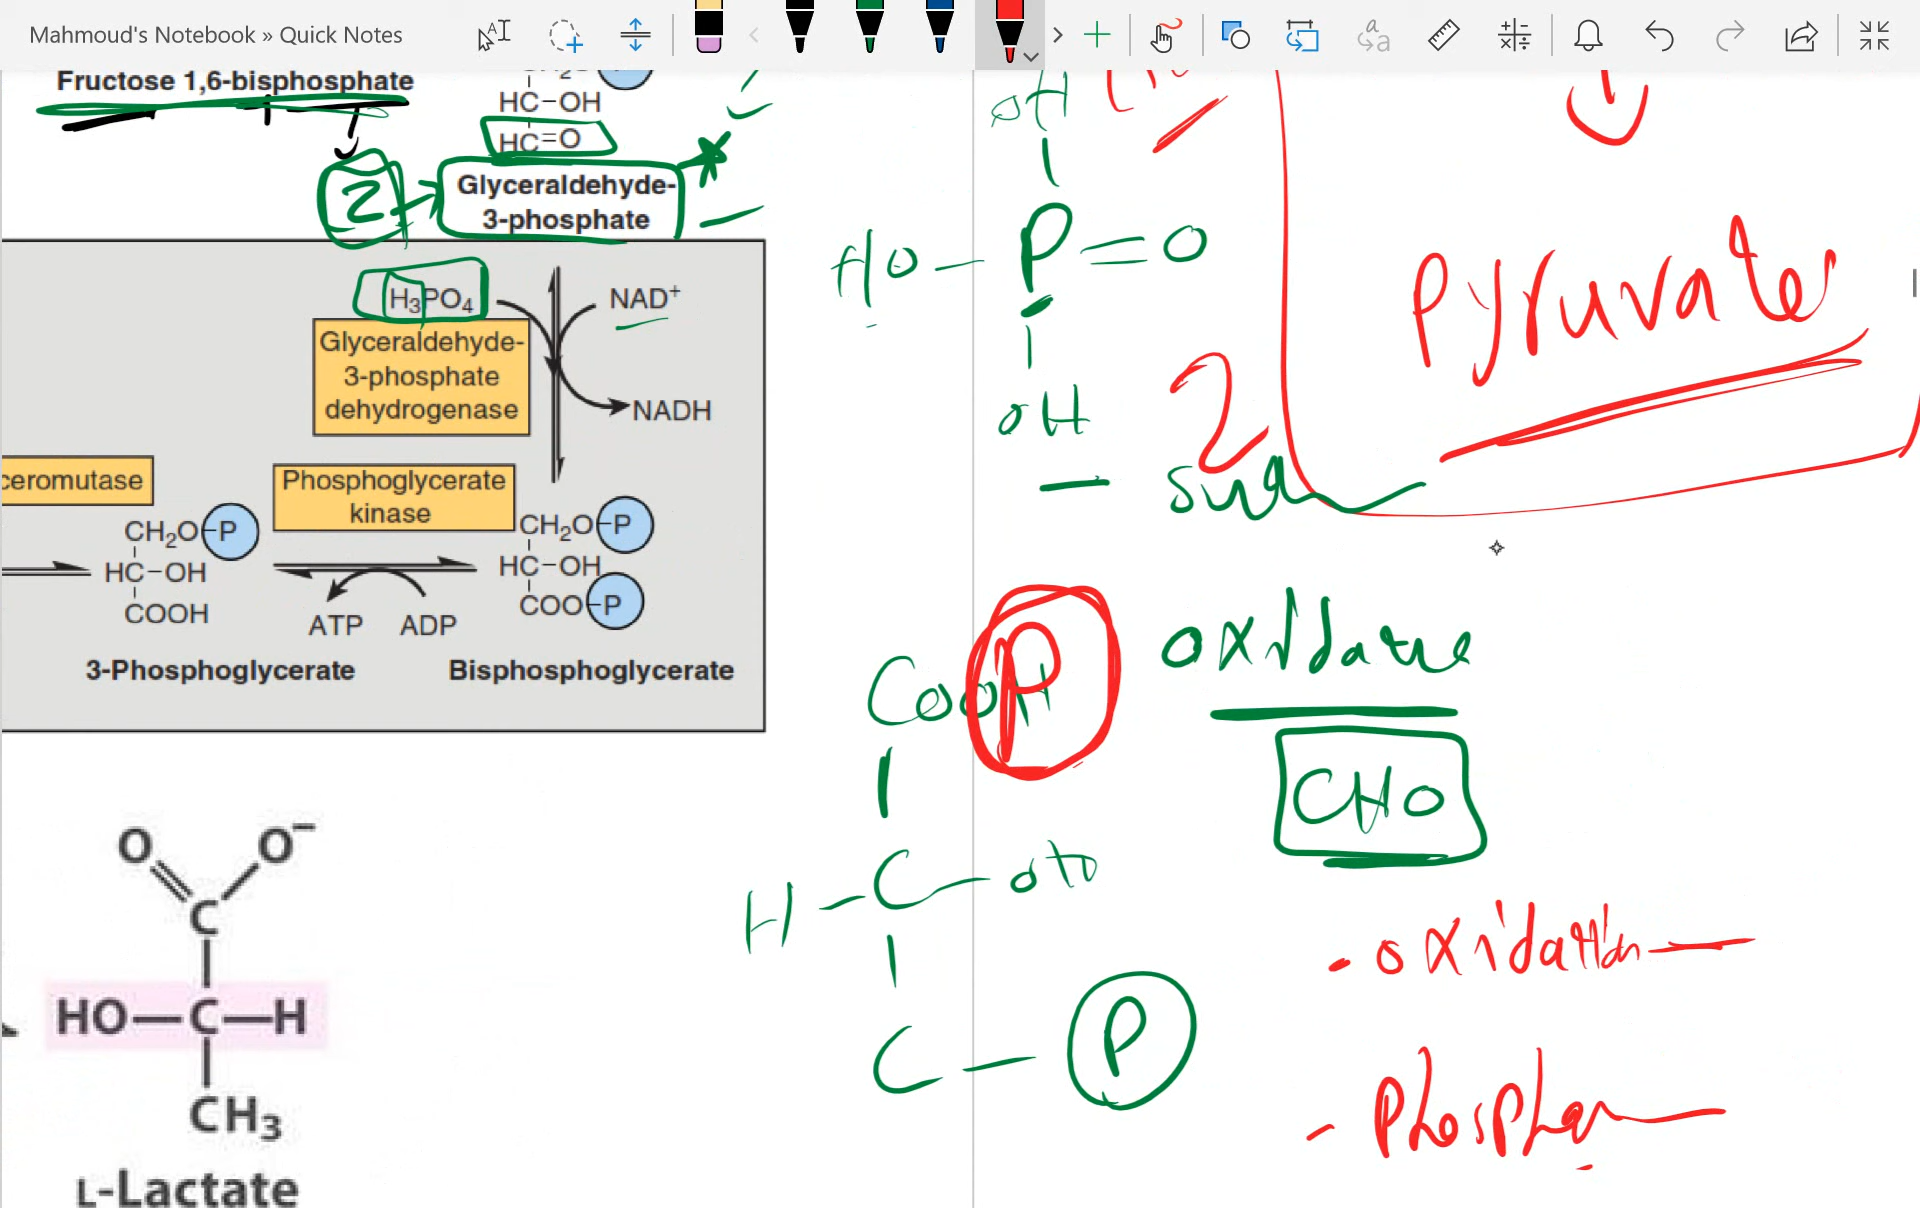 Mahmoud's Notebook » Quick Notes
Fructose 1,6-bisphosphate
HC-OH
HC=O
2
Glyceraldehyde-
3-phosphate
H₃PO₄
NAD⁺
Glyceraldehyde-
3-phosphate
dehydrogenase
NADH
ceromutase
Phosphoglycerate
kinase
CH₂O-P
HC-OH
COOH
ATP
ADP
CH₂O-P
HC-OH
COO-P
3-Phosphoglycerate
Bisphosphoglycerate
O
O⁻
C
HO—C—H
CH₃
L-Lactate
oH
HO — P = O
oH
2
Pyruvate
CooH
P
H - C - oH
C - P
CHO
- oxidation